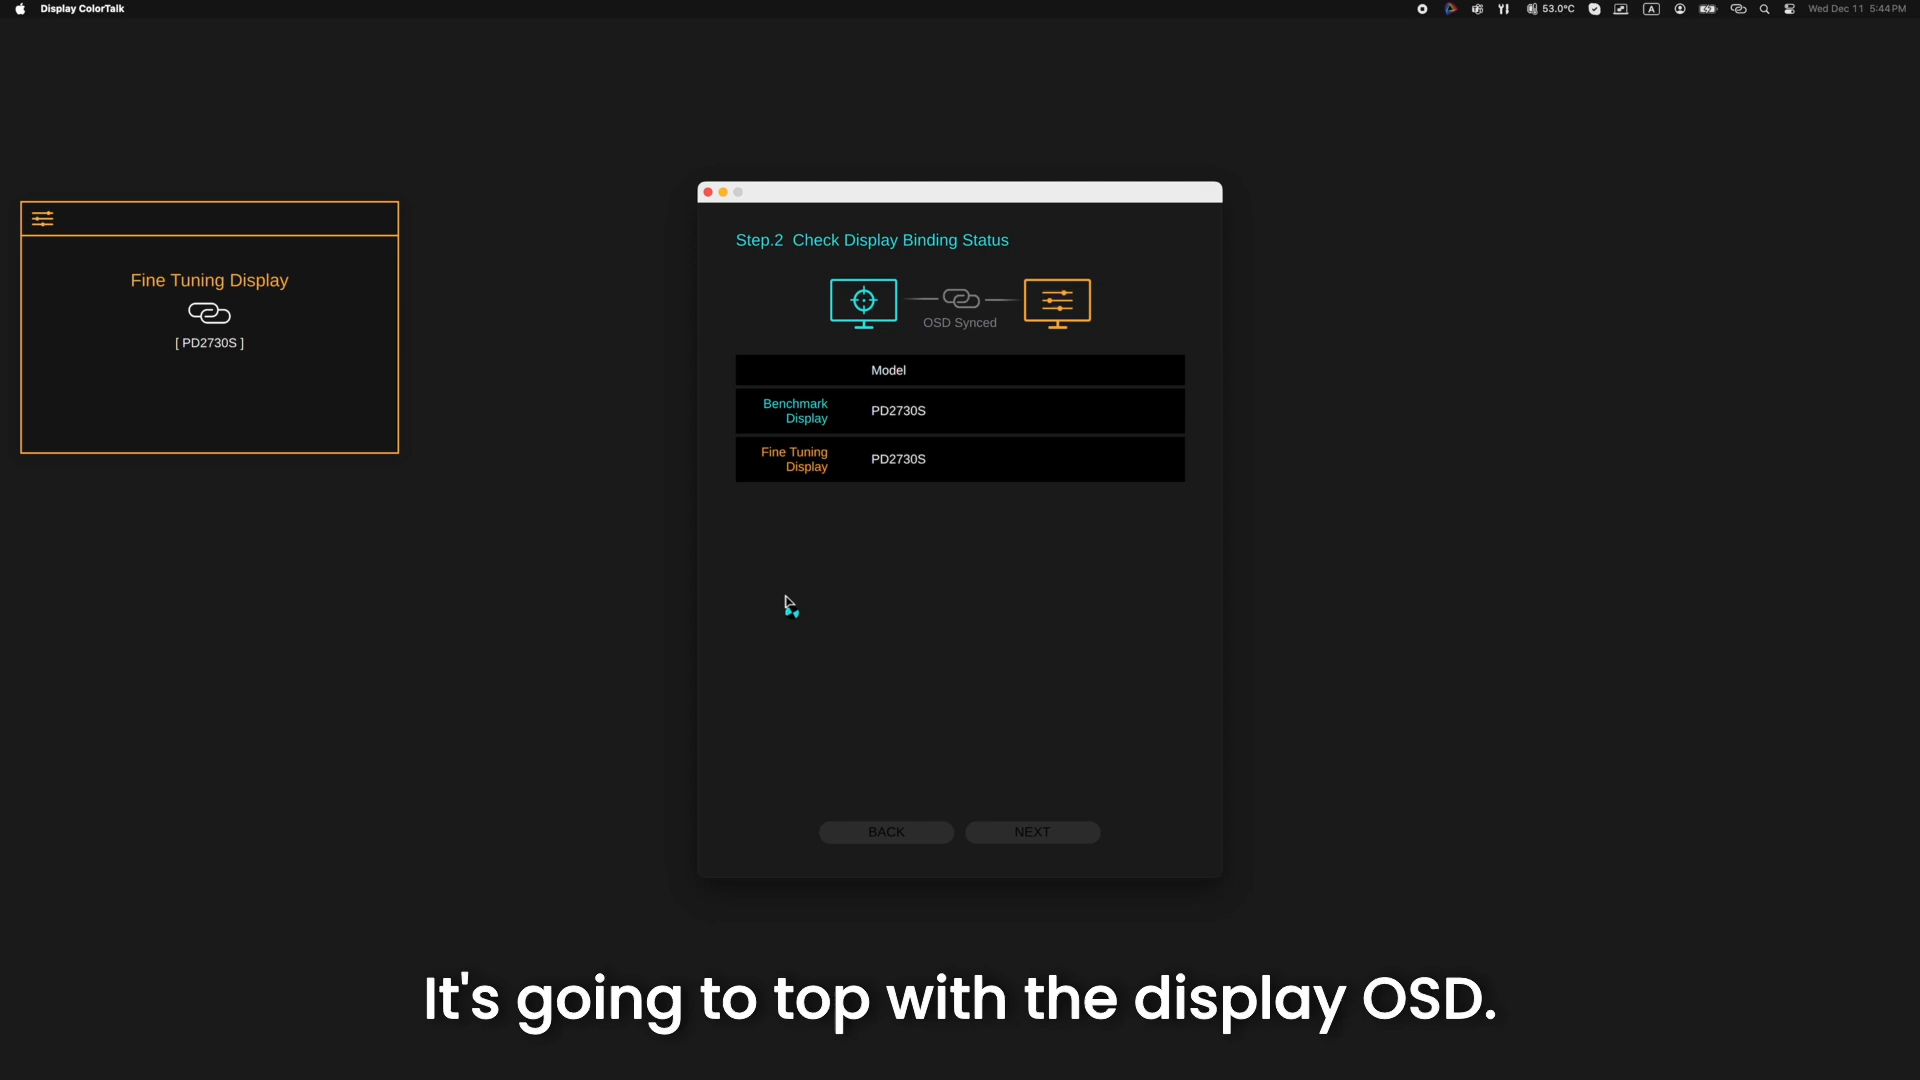 Display ColorTalk
53.0°C
A
Wed Dec 11 5:44 PM
Fine Tuning Display
[ PD2730S ]
Step.2 Check Display Binding Status
OSD Synced
Model
Benchmark
Display
PD2730S
Fine Tuning
Display
PD2730S
BACK
NEXT
It's going to top with the display OSD.